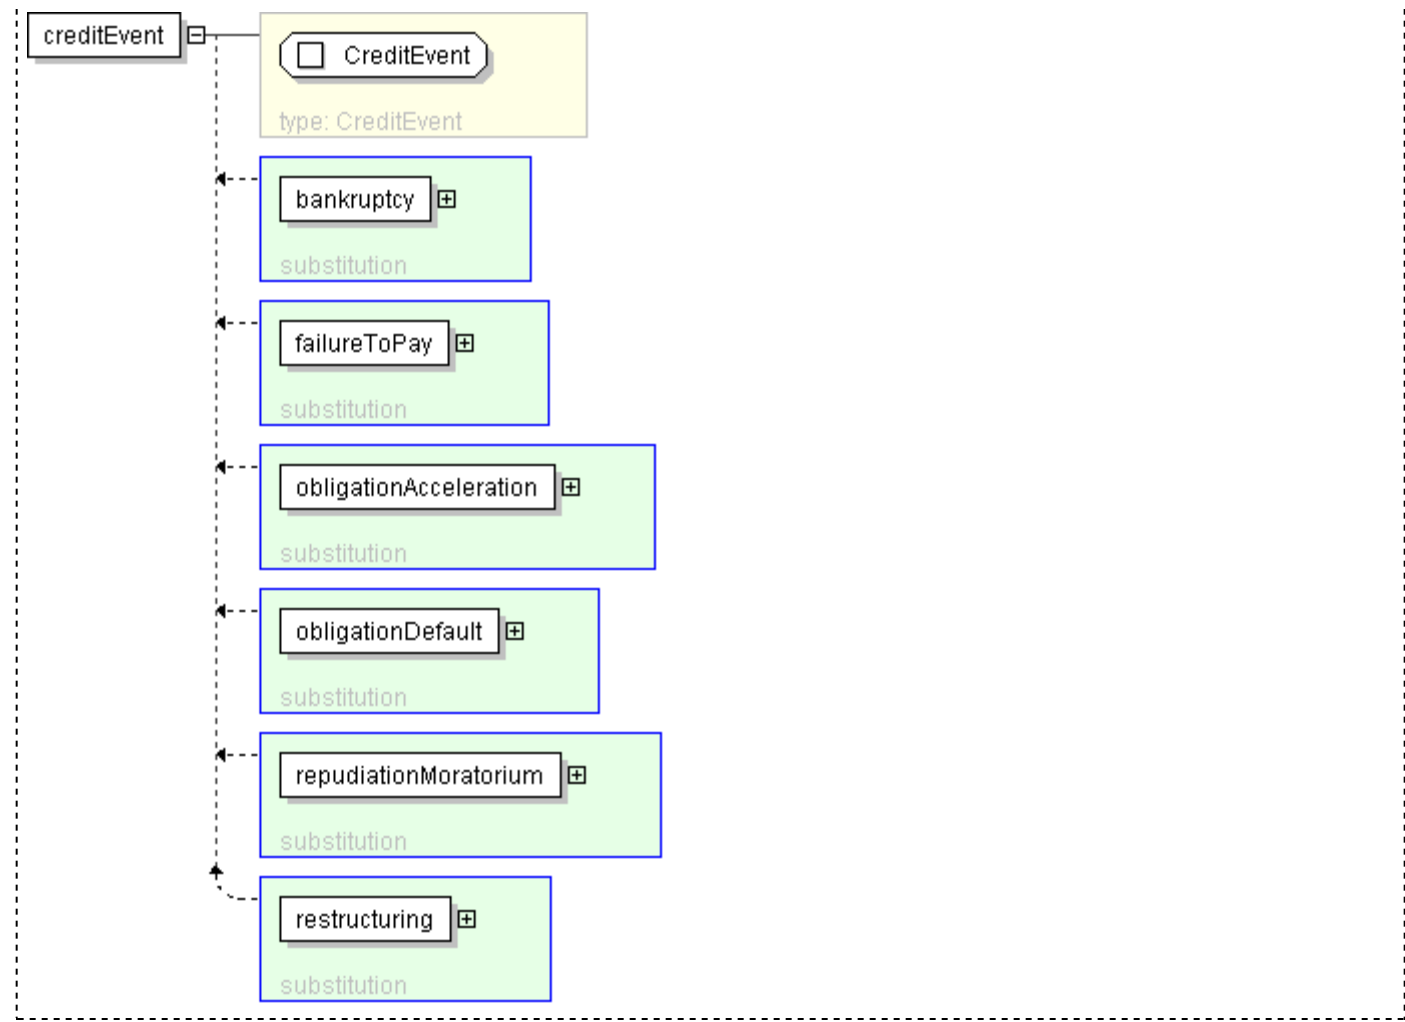 creditEvent
CreditEvent
type: CreditEvent
bankruptcy
substitution
failureToPay
substitution
obligationAcceleration
substitution
obligationDefault
substitution
repudiationMoratorium
substitution
restructuring
substitution